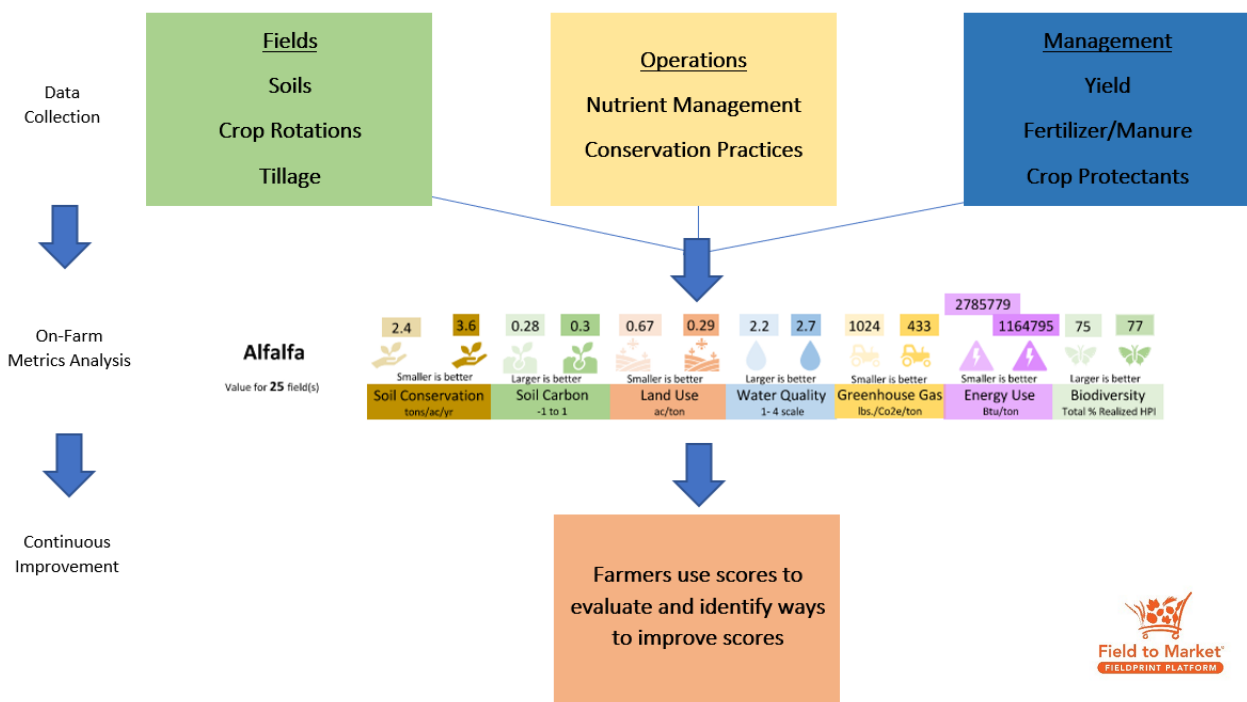 Data
Collection
Fields
Soils
Crop Rotations
Tillage
Operations
Nutrient Management
Conservation Practices
Management
Yield
Fertilizer/Manure
Crop Protectants
On-Farm
Metrics Analysis
Alfalfa
Value for 25 field(s)
2.4 3.6
Smaller is better
Soil Conservation
tons/ac/yr
0.28 0.3
Larger is better
Soil Carbon
-1 to 1
0.67 0.29
Smaller is better
Land Use
ac/ton
2.2 2.7
Larger is better
Water Quality
1- 4 scale
1024 433
Smaller is better
Greenhouse Gas
lbs./Co2e/ton
2785779
1164795
Smaller is better
Energy Use
Btu/ton
75 77
Larger is better
Biodiversity
Total % Realized HPI
Continuous
Improvement
Farmers use scores to
evaluate and identify ways
to improve scores
Field to Market®
FIELDPRINT PLATFORM